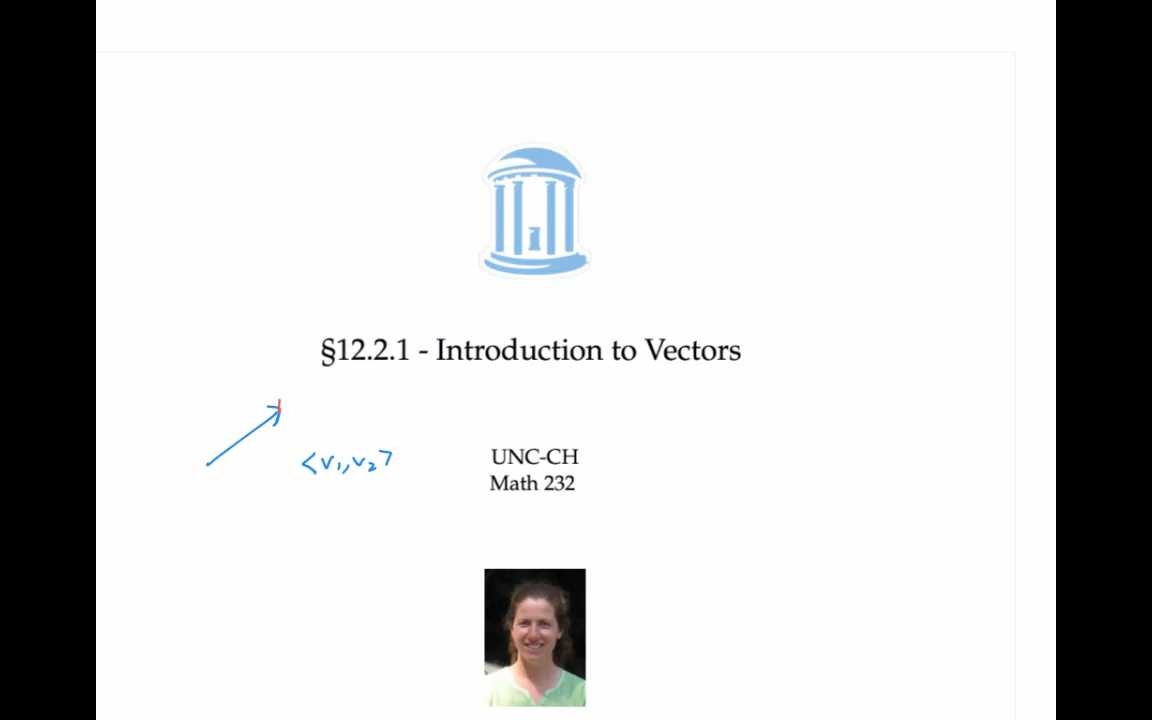 §12.2.1 - Introduction to Vectors
<v₁,v₂>
UNC-CH
Math 232